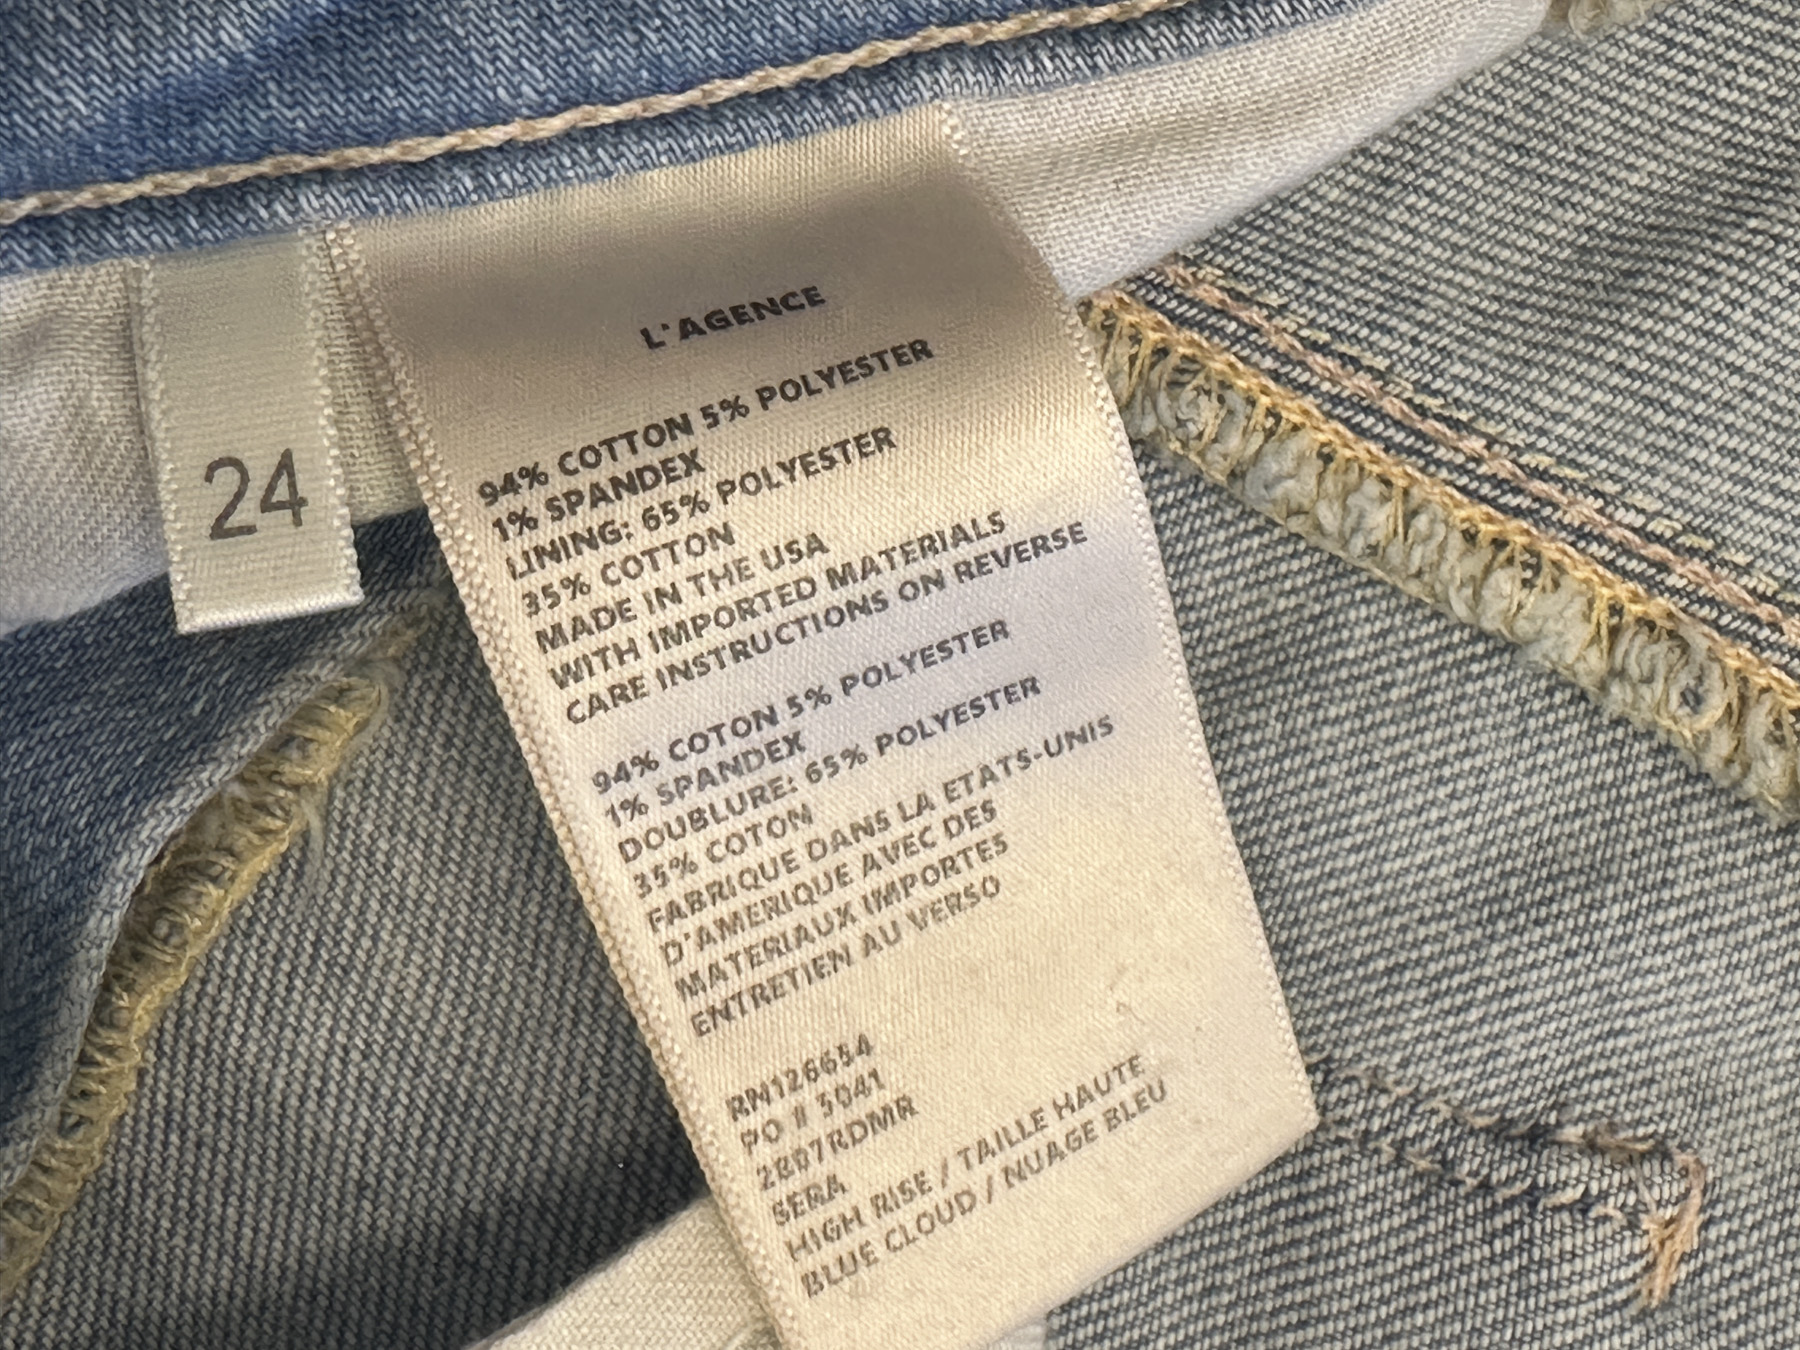 24
L'AGENCE
94% COTTON 5% POLYESTER
1% SPANDEX
LINING: 65% POLYESTER
35% COTTON
MADE IN THE USA
WITH IMPORTED MATERIALS
CARE INSTRUCTIONS ON REVERSE
94% COTON 5% POLYESTER
1% SPANDEX
DOUBLURE: 65% POLYESTER
35% COTON
FABRIQUE DANS LA ETATS-UNIS
D'AMERIQUE AVEC DES
MATERIAUX IMPORTES
ENTRETIEN AU VERSO
RN126654
PO # 5041
2807RDMR
SERA
HIGH RISE / TAILLE HAUTE
BLUE CLOUD / NUAGE BLEU